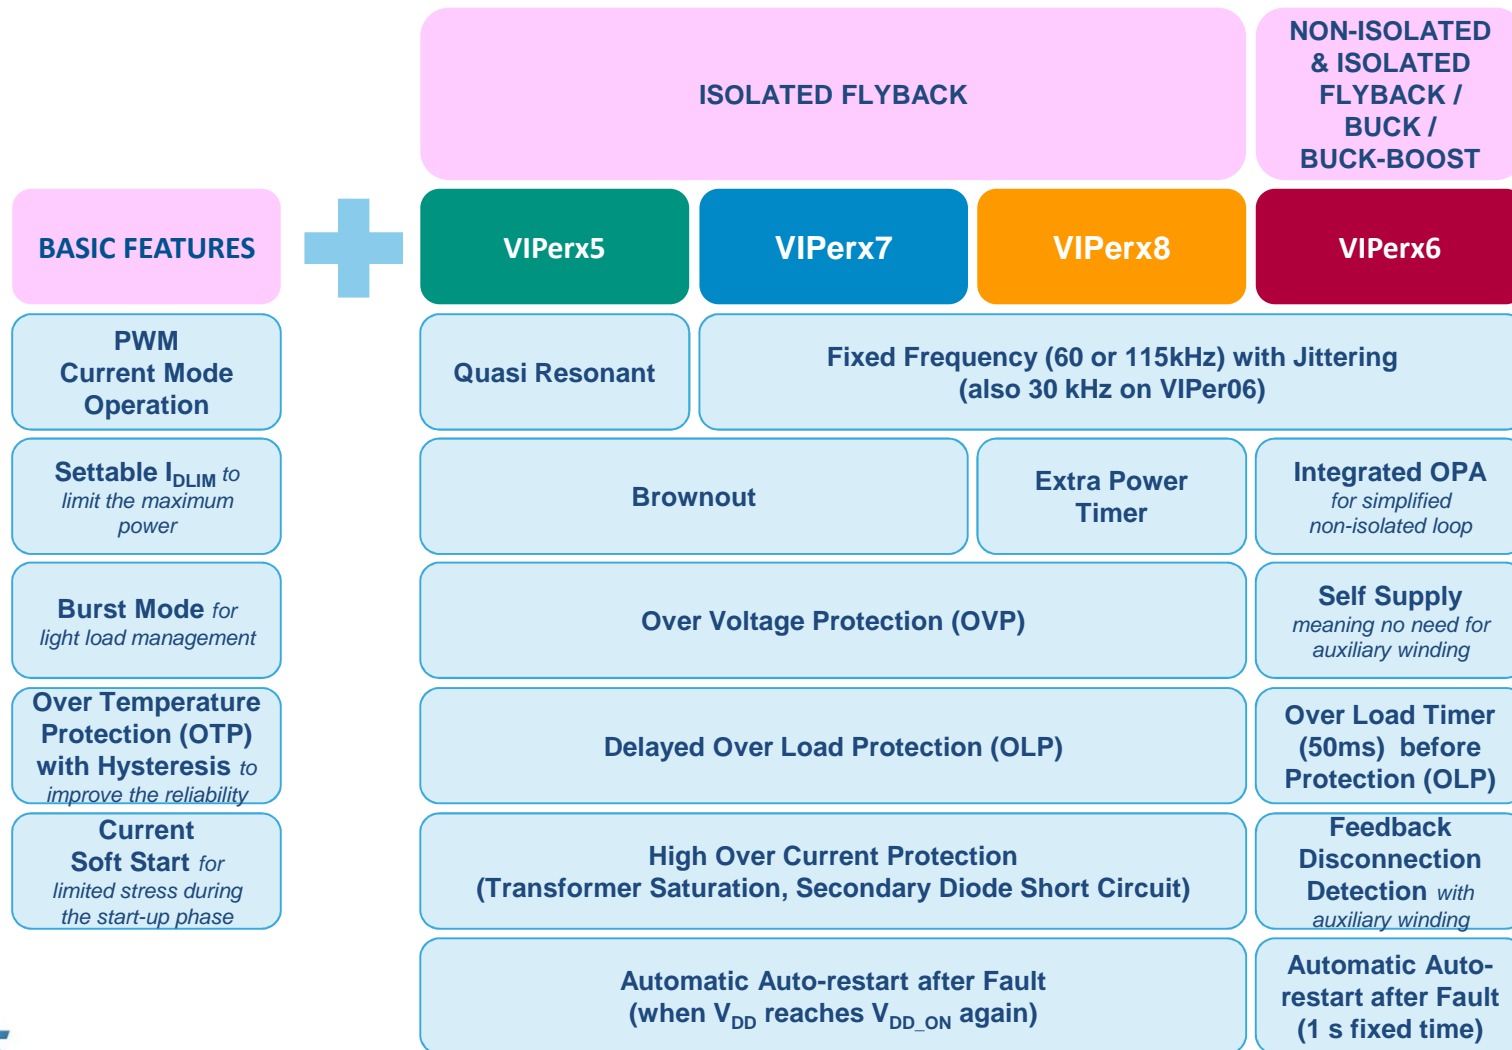 ISOLATED FLYBACK
NON-ISOLATED
& ISOLATED
FLYBACK /
BUCK /
BUCK-BOOST
BASIC FEATURES
VIPerx5
VIPerx7
VIPerx8
VIPerx6
PWM
Current Mode
Operation
Quasi Resonant
Fixed Frequency (60 or 115kHz) with Jittering
(also 30 kHz on VIPer06)
Settable IDLIM to
limit the maximum
power
Brownout
Extra Power
Timer
Integrated OPA
for simplified
non-isolated loop
Burst Mode for
light load management
Over Voltage Protection (OVP)
Self Supply
meaning no need for
auxiliary winding
Over Temperature
Protection (OTP)
with Hysteresis to
improve the reliability
Delayed Over Load Protection (OLP)
Over Load Timer
(50ms) before
Protection (OLP)
Current
Soft Start for
limited stress during
the start-up phase
High Over Current Protection
(Transformer Saturation, Secondary Diode Short Circuit)
Feedback
Disconnection
Detection with
auxiliary winding
Automatic Auto-restart after Fault
(when VDD reaches VDD_ON again)
Automatic Auto-
restart after Fault
(1 s fixed time)